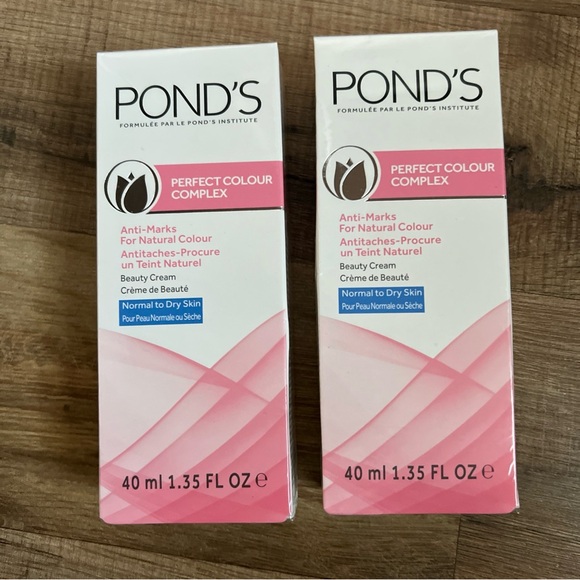 POND'S
FORMULÉE PAR LE POND'S INSTITUTE
PERFECT COLOUR
COMPLEX
Anti-Marks
For Natural Colour
Antitaches-Procure
un Teint Naturel
Beauty Cream
Crème de Beauté
Normal to Dry Skin
Pour Peau Normale ou Sèche
40 ml 1.35 FL OZ ℮
POND'S
FORMULÉE PAR LE POND'S INSTITUTE
PERFECT COLOUR
COMPLEX
Anti-Marks
For Natural Colour
Antitaches-Procure
un Teint Naturel
Beauty Cream
Crème de Beauté
Normal to Dry Skin
Pour Peau Normale ou Sèche
40 ml 1.35 FL OZ ℮